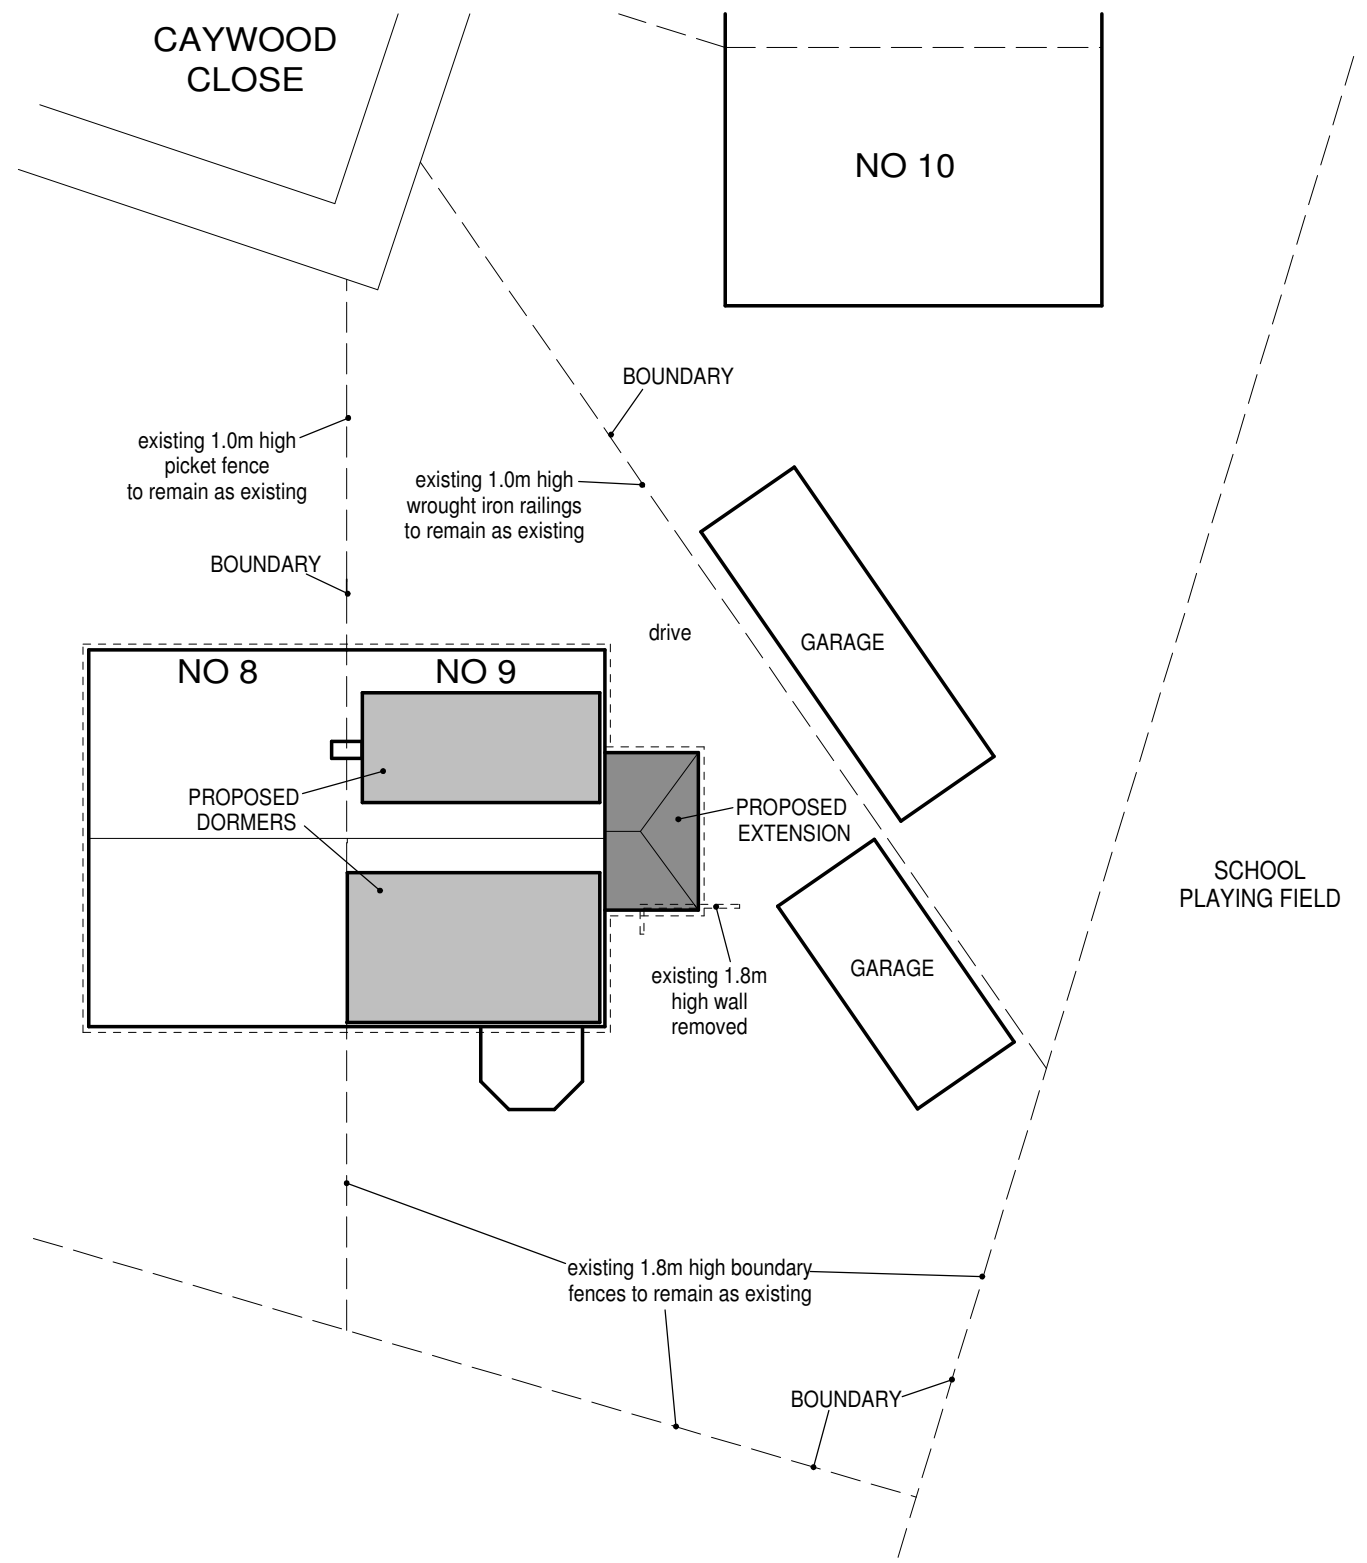 CAYWOOD
CLOSE
NO 10
BOUNDARY
existing 1.0m high
picket fence
to remain as existing
existing 1.0m high
wrought iron railings
to remain as existing
BOUNDARY
drive
GARAGE
NO 8
NO 9
PROPOSED
DORMERS
PROPOSED
EXTENSION
SCHOOL
PLAYING FIELD
GARAGE
existing 1.8m
high wall
removed
existing 1.8m high boundary
fences to remain as existing
BOUNDARY